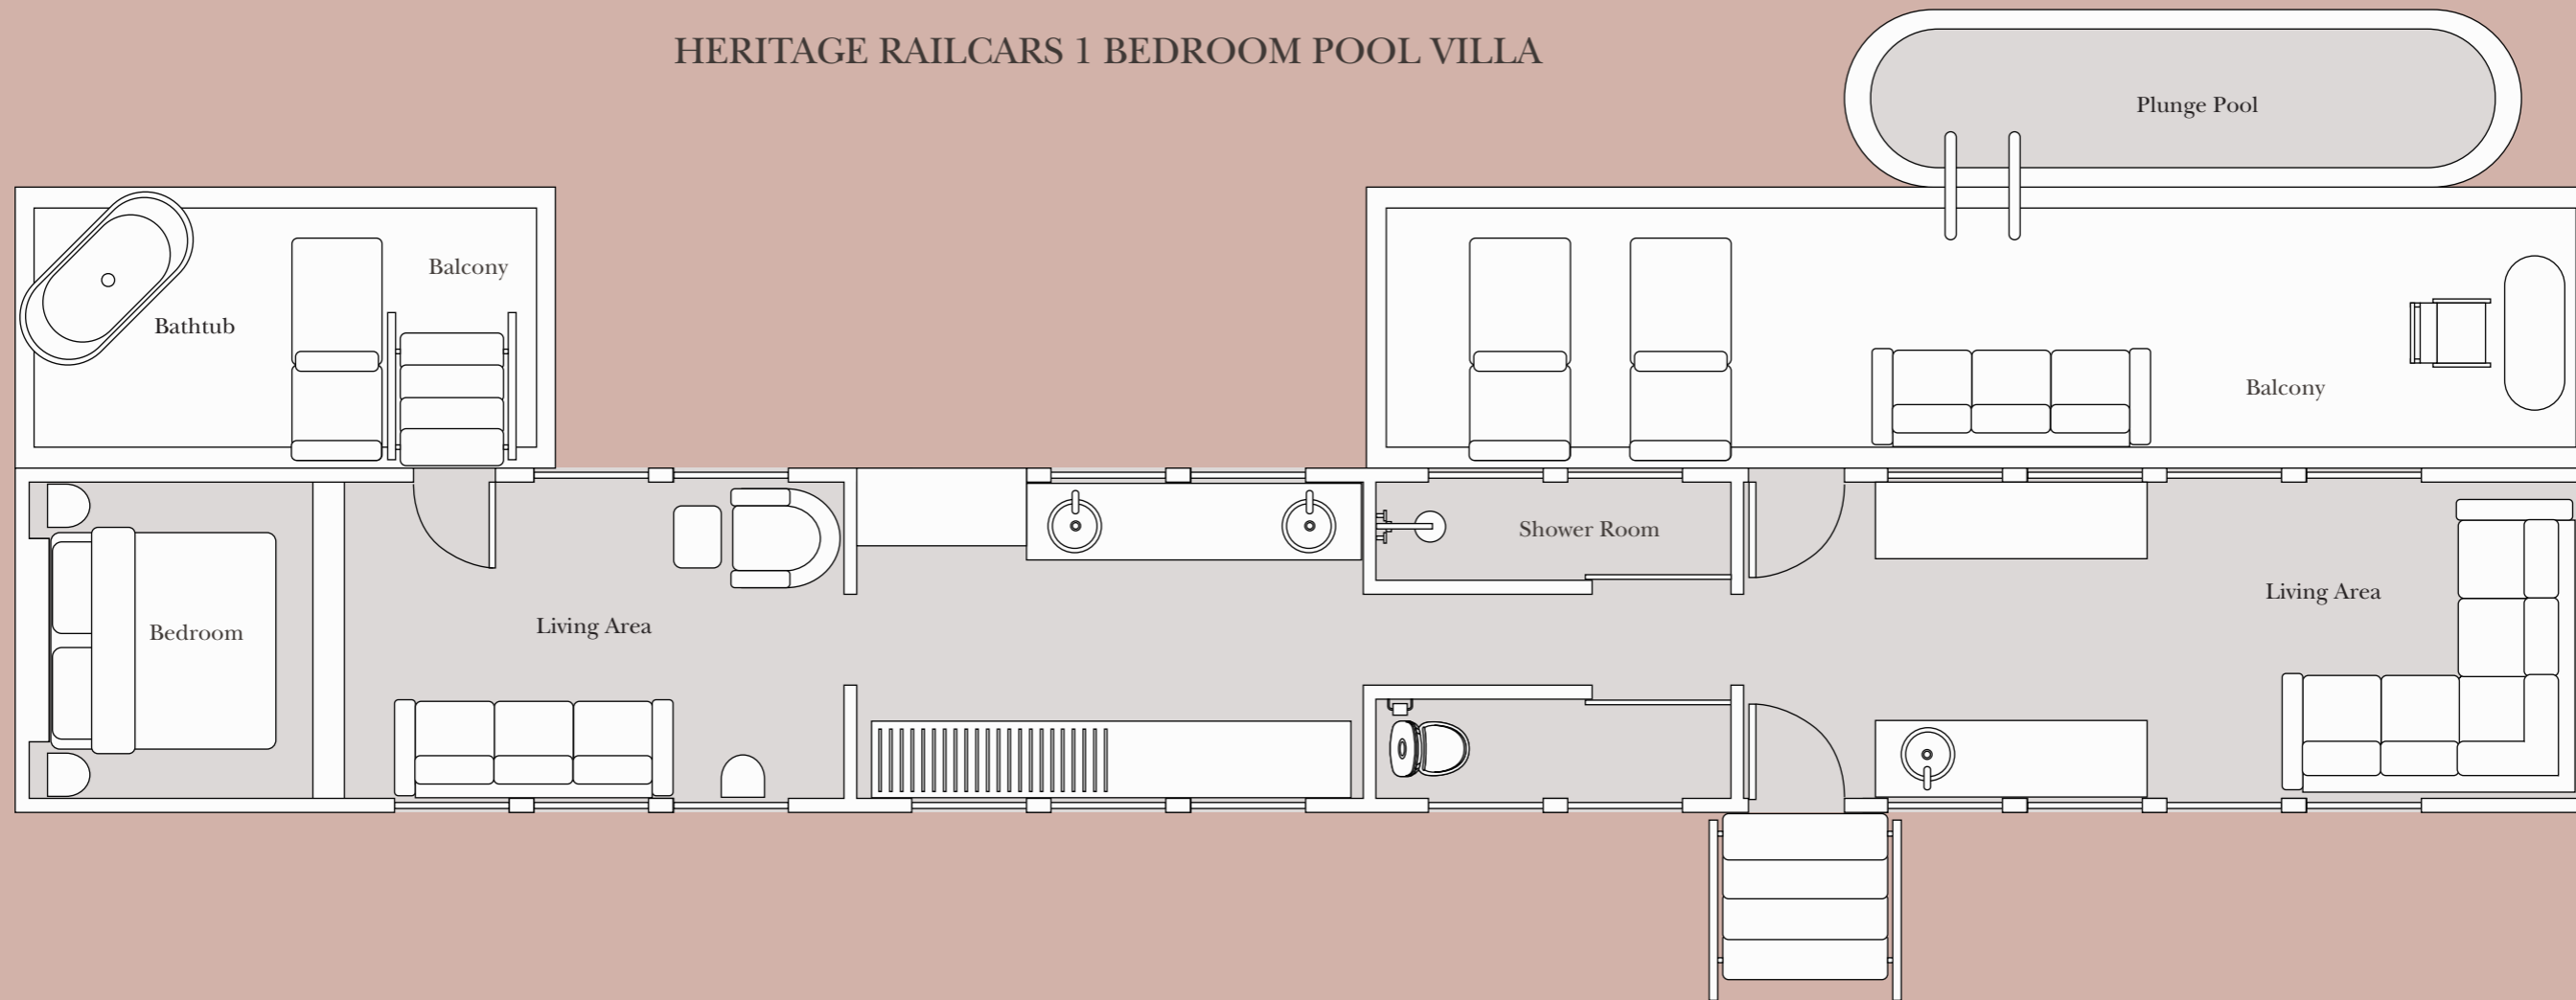 HERITAGE RAILCARS 1 BEDROOM POOL VILLA
Plunge Pool
Balcony
Bathtub
Balcony
Shower Room
Living Area
Living Area
Bedroom